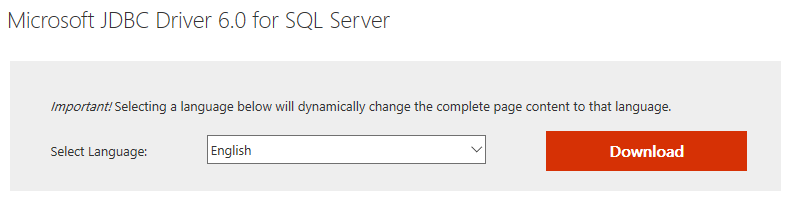 Microsoft JDBC Driver 6.0 for SQL Server
Important! Selecting a language below will dynamically change the complete page content to that language.
Select Language: English Download